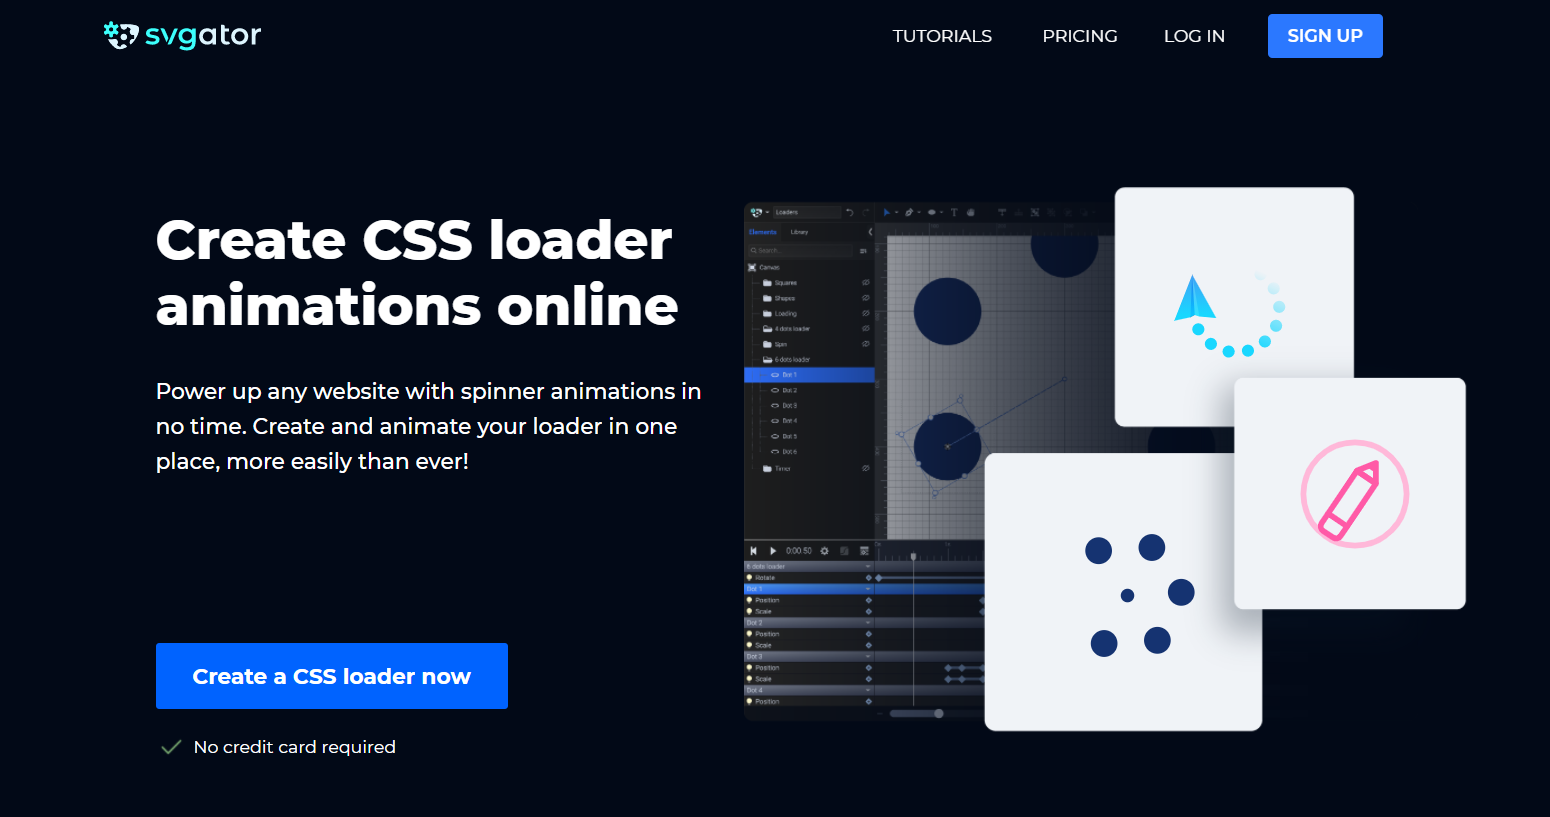 svgator
TUTORIALS
PRICING
LOG IN
SIGN UP
Create CSS loader
animations online
Power up any website with spinner animations in
no time. Create and animate your loader in one
place, more easily than ever!
Create a CSS loader now
No credit card required
Loaders
Elements
Library
Search...
Canvas
Squares
Shapes
Loading
4 dots loader
Spin
6 dots loader
Dot 1
Dot 2
Dot 3
Dot 4
Dot 5
Dot 6
Timer
0:00.50
6 dots loader
Rotate
Dot 1
Position
Scale
Dot 2
Position
Scale
Dot 3
Position
Scale
Dot 4
Position